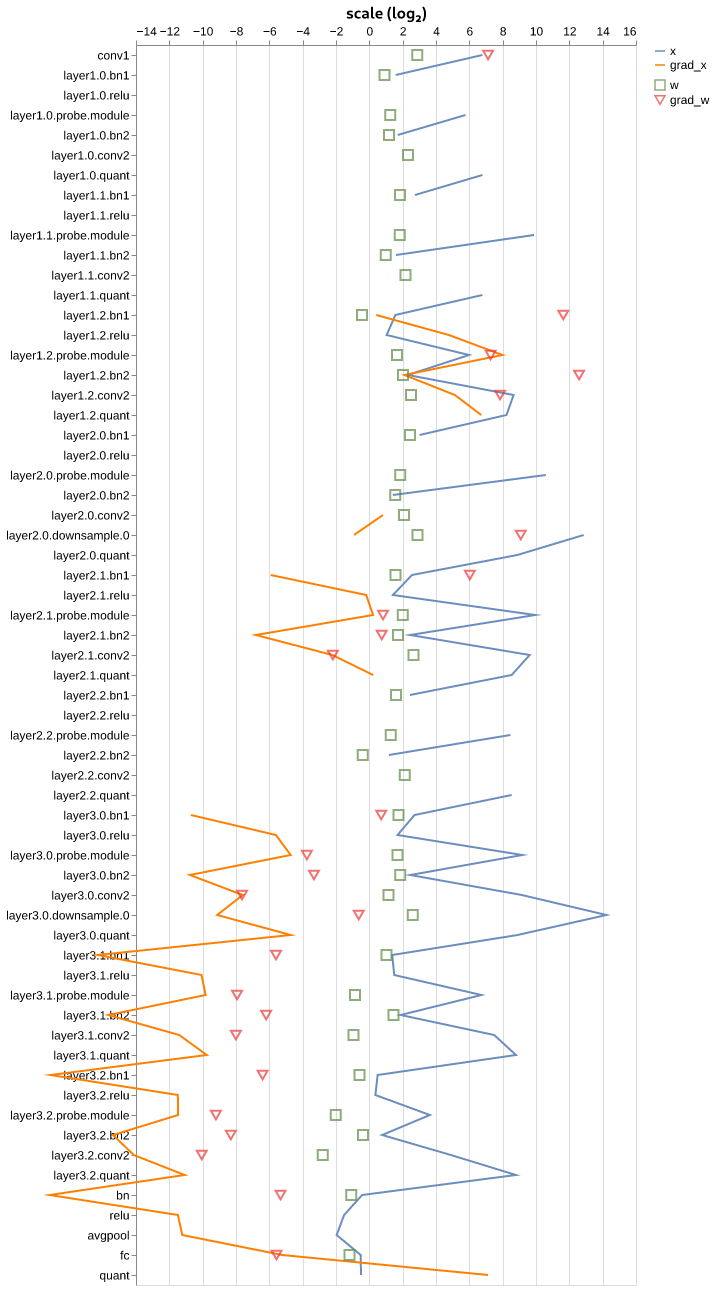 scale (log₂)
−14 −12 −10 −8 −6 −4 −2 0 2 4 6 8 10 12 14 16
x
grad_x
w
grad_w
conv1
layer1.0.bn1
layer1.0.relu
layer1.0.probe.module
layer1.0.bn2
layer1.0.conv2
layer1.0.quant
layer1.1.bn1
layer1.1.relu
layer1.1.probe.module
layer1.1.bn2
layer1.1.conv2
layer1.1.quant
layer1.2.bn1
layer1.2.relu
layer1.2.probe.module
layer1.2.bn2
layer1.2.conv2
layer1.2.quant
layer2.0.bn1
layer2.0.relu
layer2.0.probe.module
layer2.0.bn2
layer2.0.conv2
layer2.0.downsample.0
layer2.0.quant
layer2.1.bn1
layer2.1.relu
layer2.1.probe.module
layer2.1.bn2
layer2.1.conv2
layer2.1.quant
layer2.2.bn1
layer2.2.relu
layer2.2.probe.module
layer2.2.bn2
layer2.2.conv2
layer2.2.quant
layer3.0.bn1
layer3.0.relu
layer3.0.probe.module
layer3.0.bn2
layer3.0.conv2
layer3.0.downsample.0
layer3.0.quant
layer3.1.bn1
layer3.1.relu
layer3.1.probe.module
layer3.1.bn2
layer3.1.conv2
layer3.1.quant
layer3.2.bn1
layer3.2.relu
layer3.2.probe.module
layer3.2.bn2
layer3.2.conv2
layer3.2.quant
bn
relu
avgpool
fc
quant